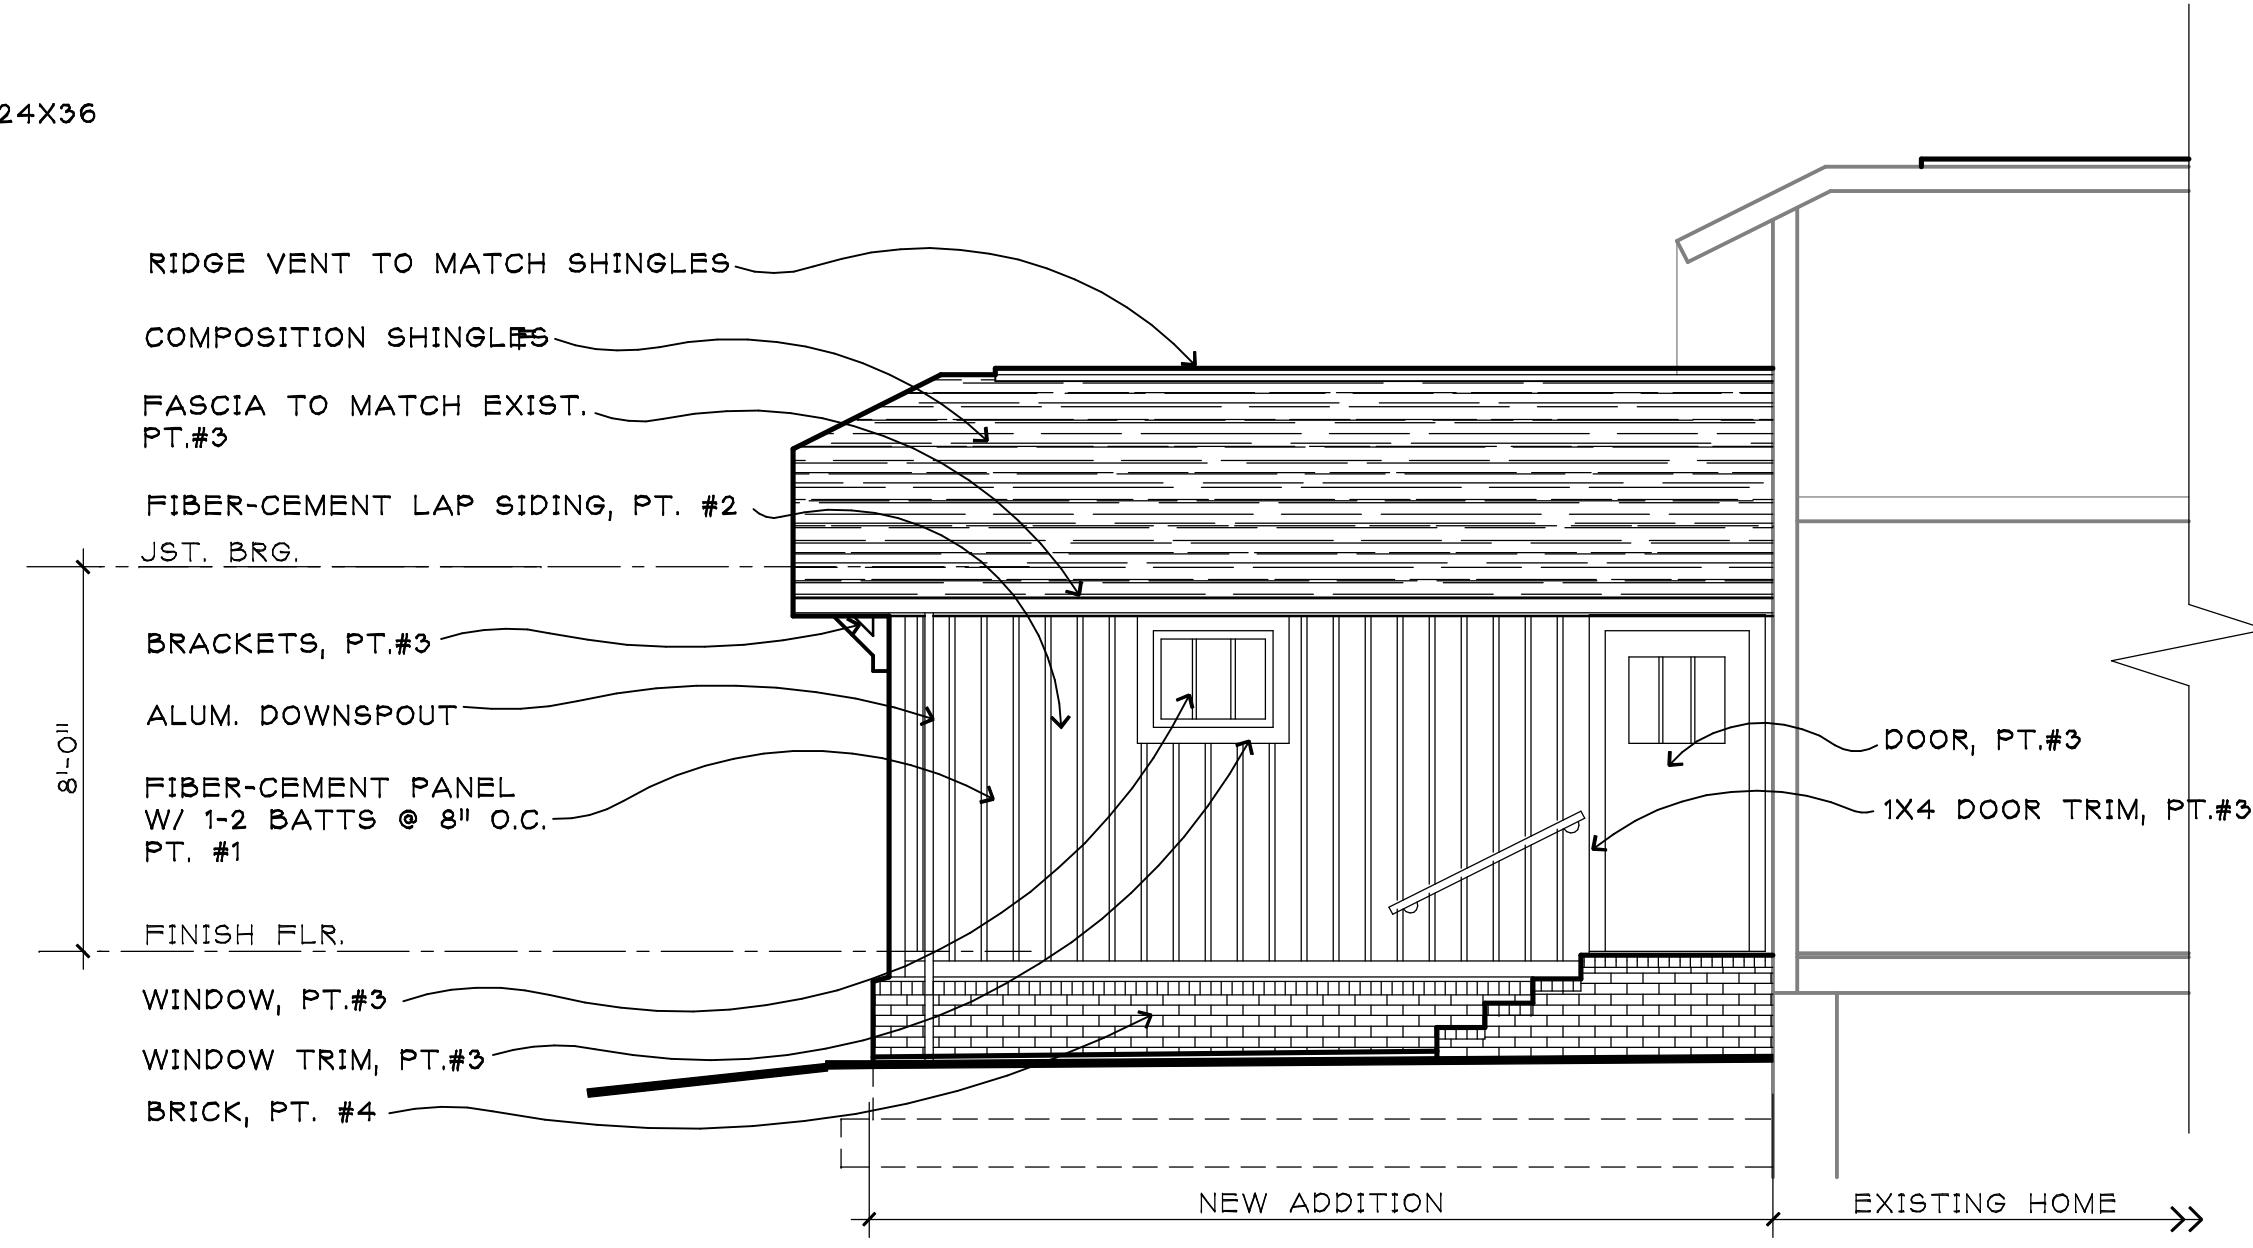 24X36
RIDGE VENT TO MATCH SHINGLES
COMPOSITION SHINGLES
FASCIA TO MATCH EXIST.
PT.#3
FIBER-CEMENT LAP SIDING, PT. #2
JST. BRG.
BRACKETS, PT.#3
ALUM. DOWNSPOUT
8'-0"
FIBER-CEMENT PANEL
W/ 1-2 BATTS @ 8" O.C.
PT. #1
FINISH FLR.
WINDOW, PT.#3
WINDOW TRIM, PT.#3
BRICK, PT. #4
DOOR, PT.#3
1X4 DOOR TRIM, PT.#3
NEW ADDITION
EXISTING HOME